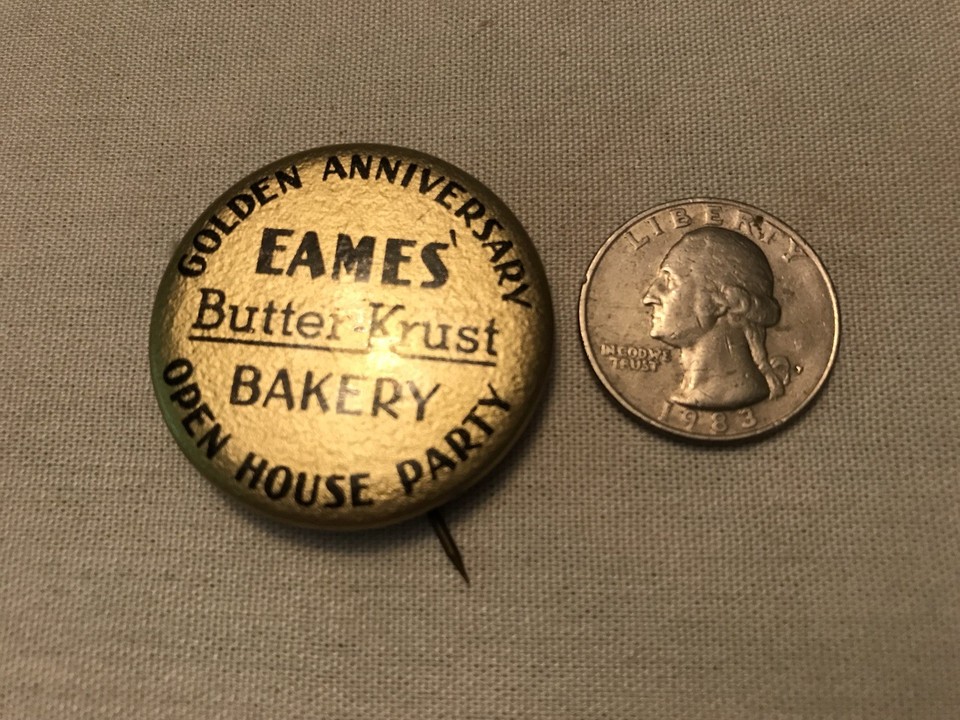 GOLDEN ANNIVERSARY
EAMES'
Butter-Krust
BAKERY
OPEN HOUSE PARTY
LIBERTY
IN GOD WE
TRUST
1983